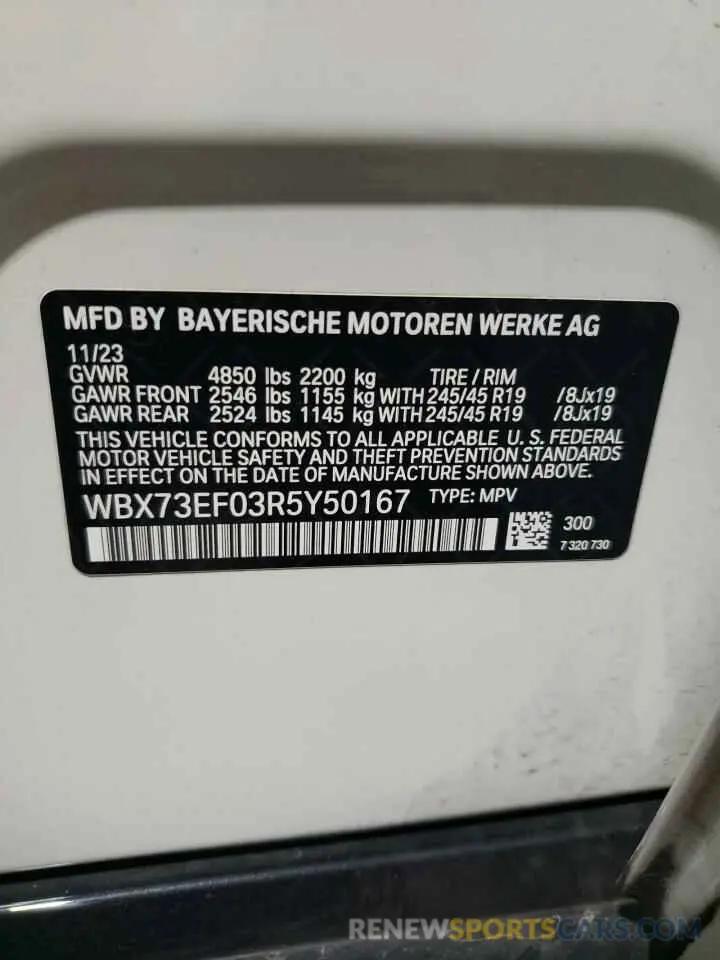 MFD BY BAYERISCHE MOTOREN WERKE AG
11/23
GVWR 4850 lbs 2200 kg TIRE / RIM
GAWR FRONT 2546 lbs 1155 kg WITH 245/45 R19 /8Jx19
GAWR REAR 2524 lbs 1145 kg WITH 245/45 R19 /8Jx19
THIS VEHICLE CONFORMS TO ALL APPLICABLE U. S. FEDERAL
MOTOR VEHICLE SAFETY AND THEFT PREVENTION STANDARDS
IN EFFECT ON THE DATE OF MANUFACTURE SHOWN ABOVE.
WBX73EF03R5Y50167 TYPE: MPV
300
7 320 730
RENEWSPORTSCARS.COM